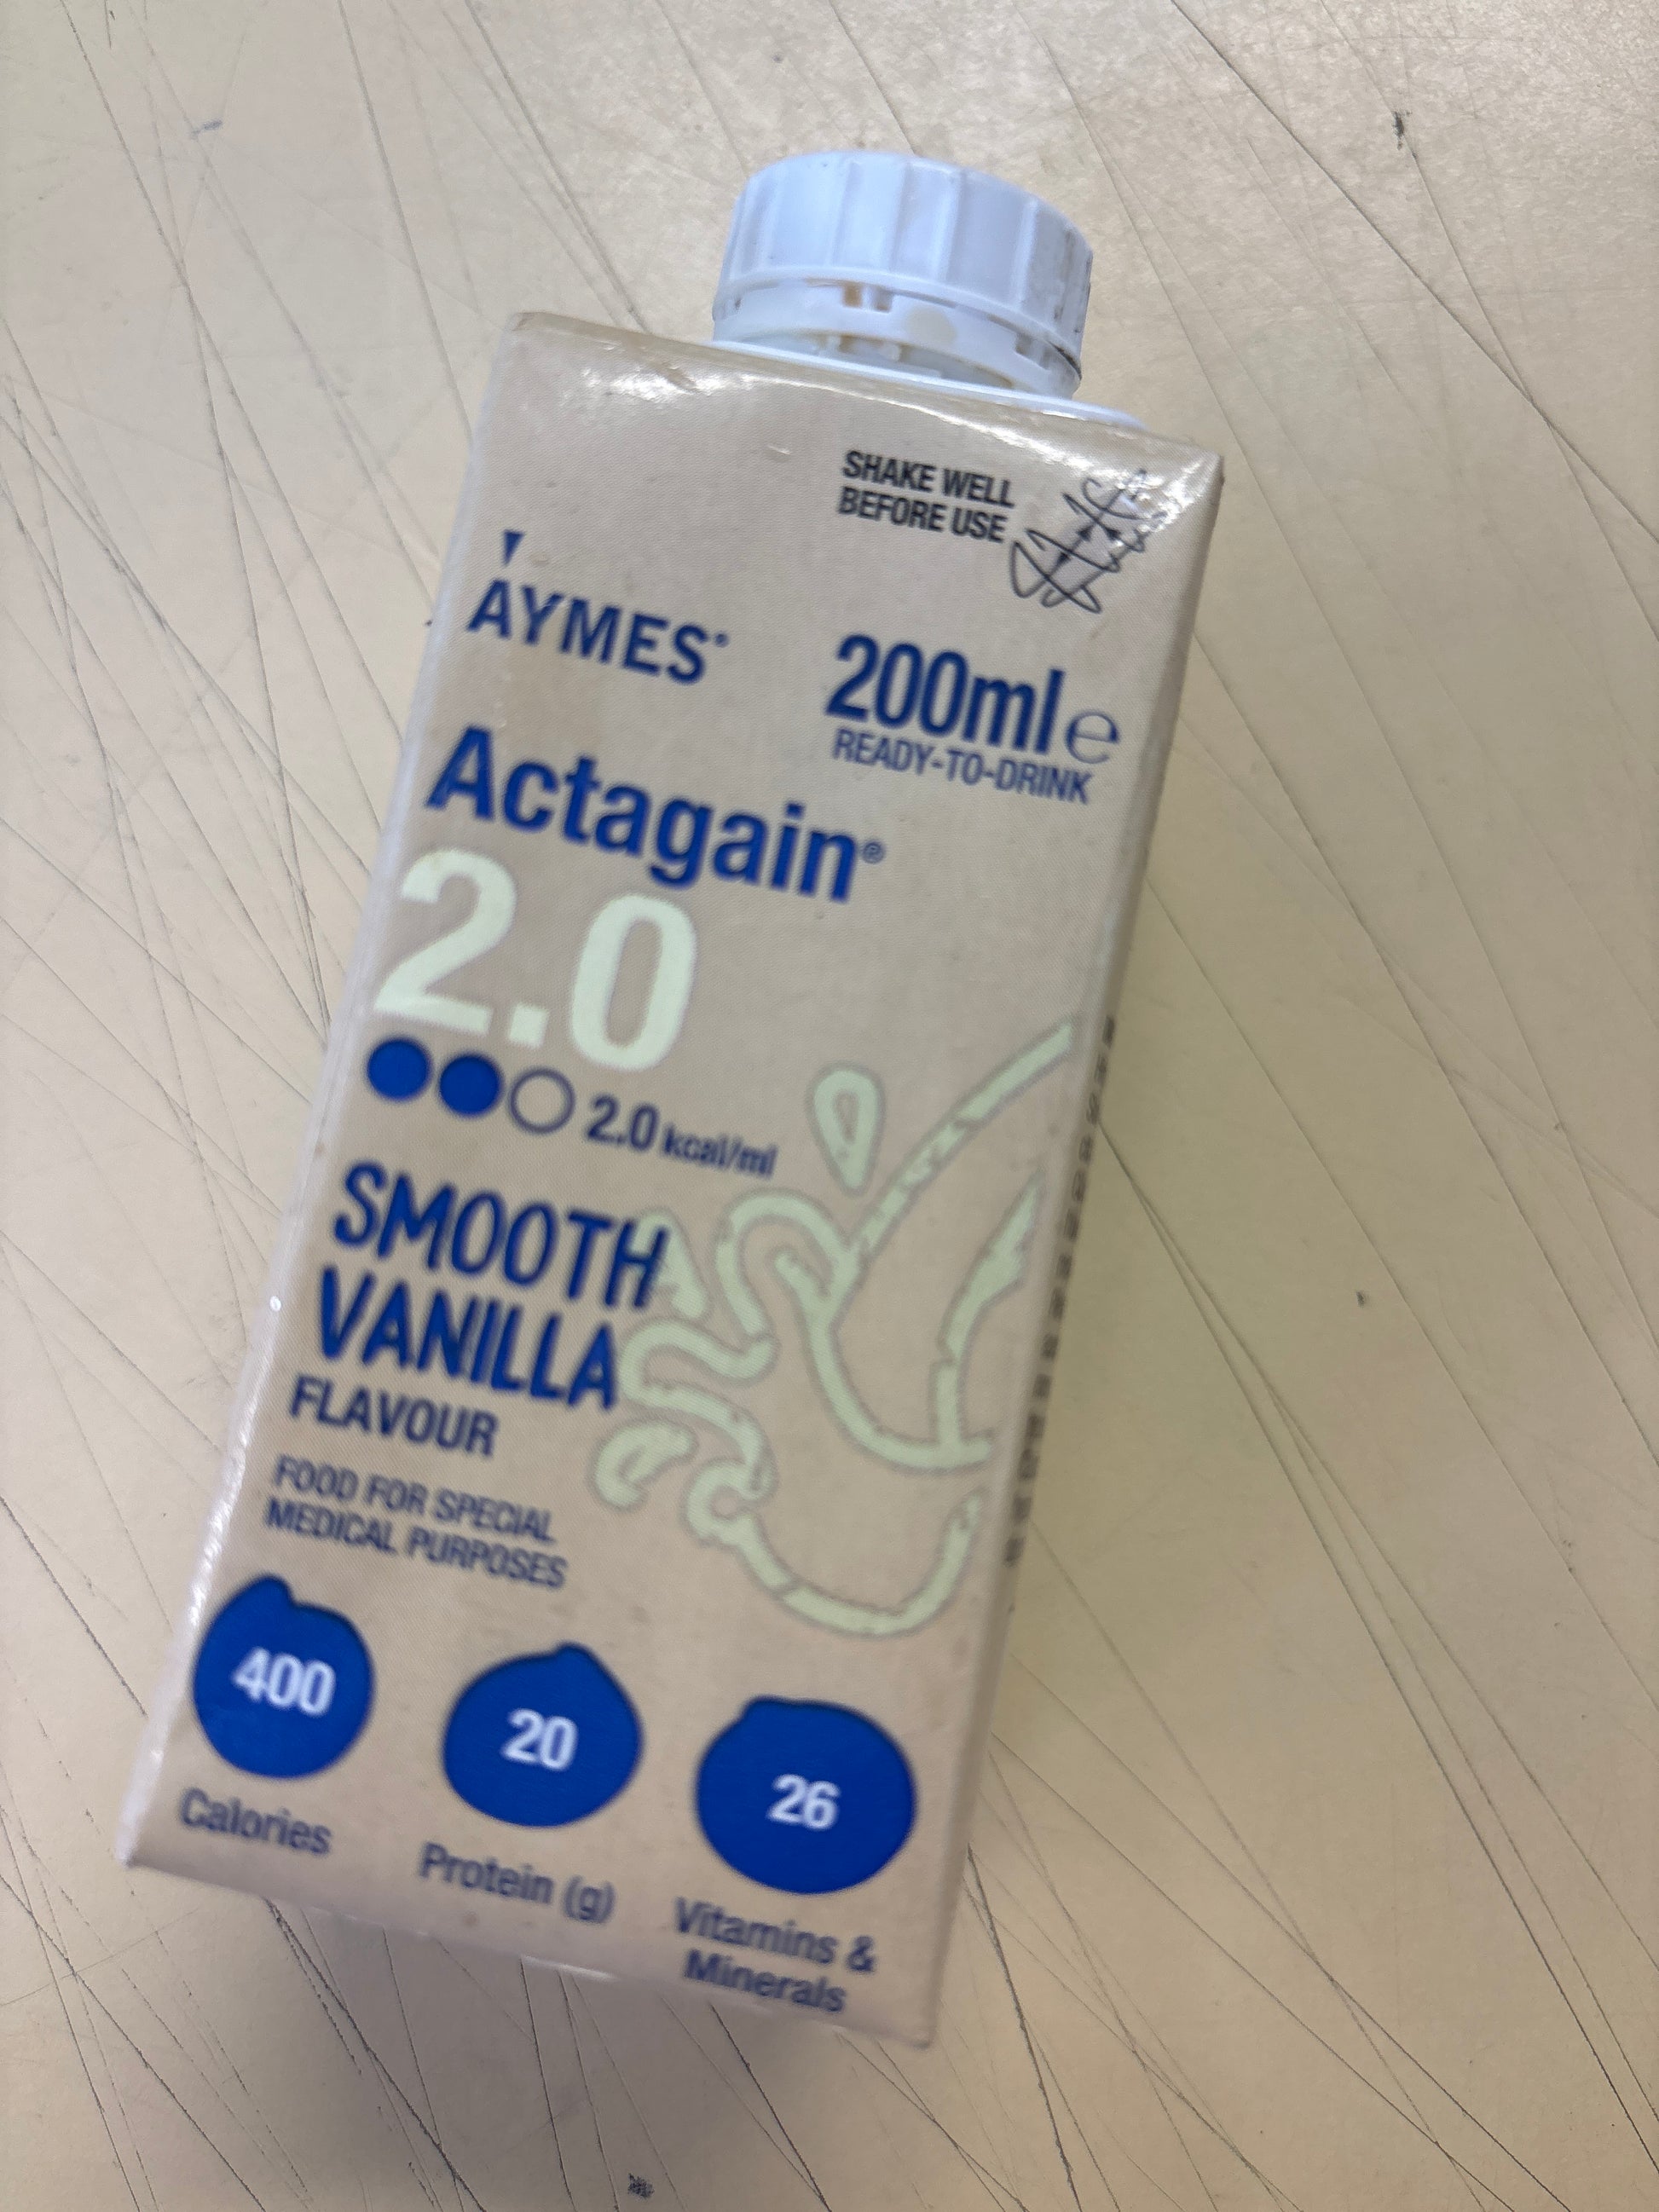 SHAKE WELL
BEFORE USE
AYMES®
200ml e
READY-TO-DRINK
Actagain®
2.0
2.0 kcal/ml
SMOOTH
VANILLA
FLAVOUR
FOOD FOR SPECIAL
MEDICAL PURPOSES
400
Calories
20
Protein (g)
26
Vitamins &
Minerals